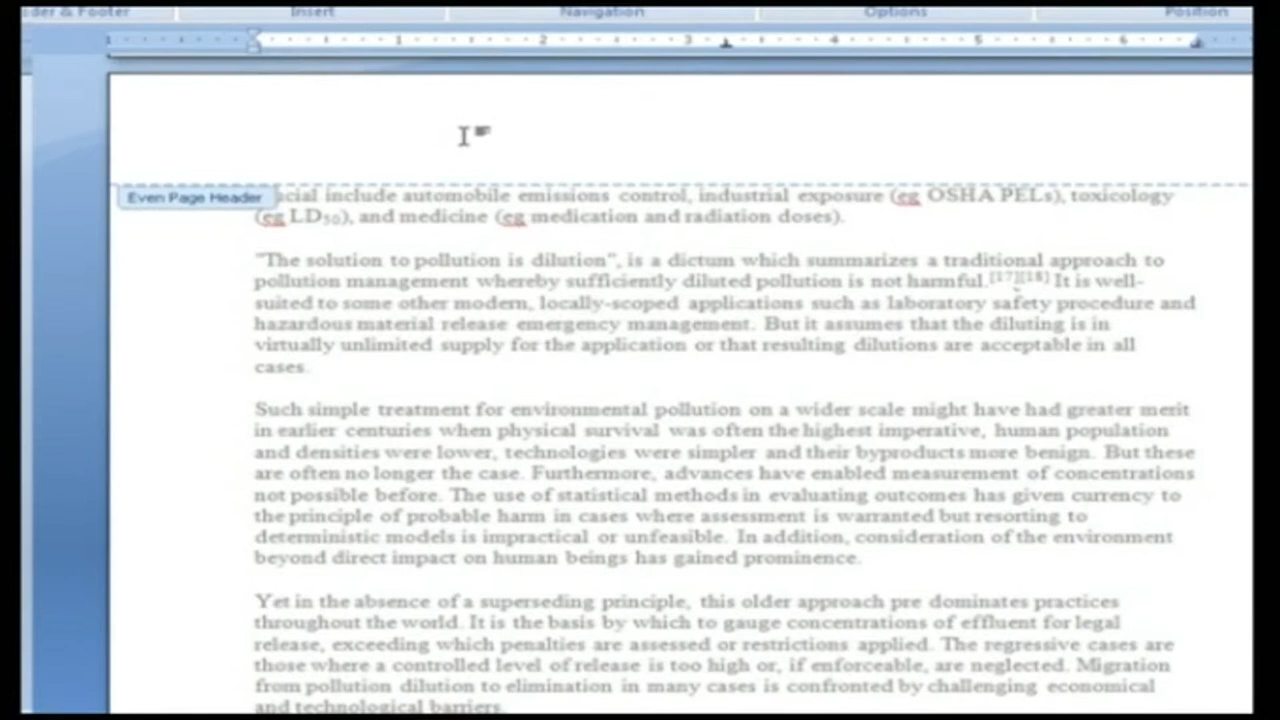 der & Footer Insert Navigation Options Position
1 2 3 4 5 6
Even Page Header
cial include automobile emissions control, industrial exposure (eg OSHA PELs), toxicology
(eg LD50), and medicine (eg medication and radiation doses).
"The solution to pollution is dilution", is a dictum which summarizes a traditional approach to
pollution management whereby sufficiently diluted pollution is not harmful.[17][18] It is well-
suited to some other modern, locally-scoped applications such as laboratory safety procedure and
hazardous material release emergency management. But it assumes that the diluting is in
virtually unlimited supply for the application or that resulting dilutions are acceptable in all
cases.
Such simple treatment for environmental pollution on a wider scale might have had greater merit
in earlier centuries when physical survival was often the highest imperative, human population
and densities were lower, technologies were simpler and their byproducts more benign. But these
are often no longer the case. Furthermore, advances have enabled measurement of concentrations
not possible before. The use of statistical methods in evaluating outcomes has given currency to
the principle of probable harm in cases where assessment is warranted but resorting to
deterministic models is impractical or unfeasible. In addition, consideration of the environment
beyond direct impact on human beings has gained prominence.
Yet in the absence of a superseding principle, this older approach pre dominates practices
throughout the world. It is the basis by which to gauge concentrations of effluent for legal
release, exceeding which penalties are assessed or restrictions applied. The regressive cases are
those where a controlled level of release is too high or, if enforceable, are neglected. Migration
from pollution dilution to elimination in many cases is confronted by challenging economical
and technological barriers.